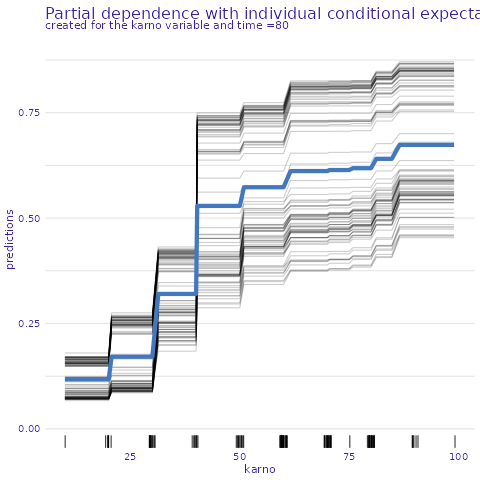 Partial dependence with individual conditional expecta
created for the karno variable and time =80
predictions
0.75
0.50
0.25
0.00
25
50
75
100
karno